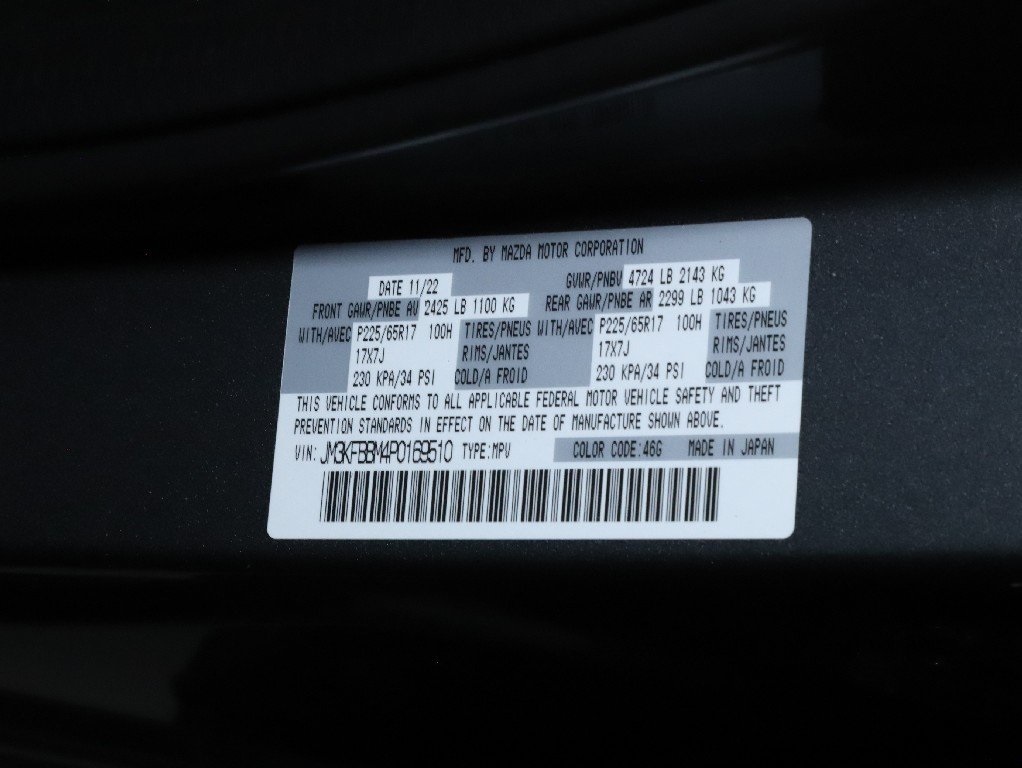 MFD. BY MAZDA MOTOR CORPORATION
DATE 11/22 GVWR/PNBV 4724 LB 2143 KG
FRONT GAWR/PNBE AV 2425 LB 1100 KG REAR GAWR/PNBE AR 2299 LB 1043 KG
WITH/AVEC P225/65R17 100H TIRES/PNEUS WITH/AVEC P225/65R17 100H TIRES/PNEUS
17X7J RIMS/JANTES 17X7J RIMS/JANTES
230 KPA/34 PSI COLD/A FROID 230 KPA/34 PSI COLD/A FROID
THIS VEHICLE CONFORMS TO ALL APPLICABLE FEDERAL MOTOR VEHICLE SAFETY AND THEFT
PREVENTION STANDARDS IN EFFECT ON THE DATE OF MANUFACTURE SHOWN ABOVE.
VIN: JM3KFBBM4P0169510 TYPE:MPV COLOR CODE:46G MADE IN JAPAN